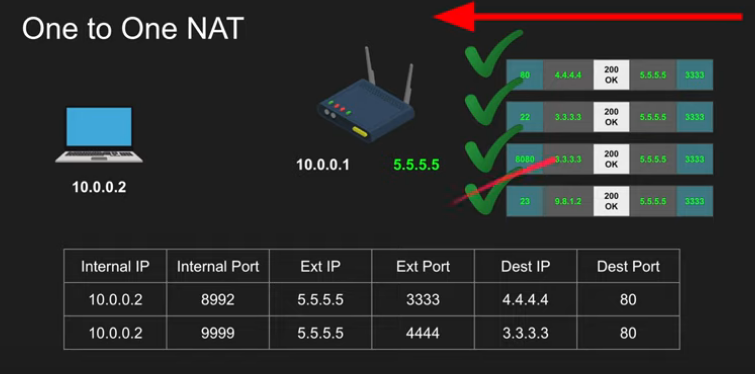 One to One NAT
80 4.4.4.4 200 OK 5.5.5.5 3333
22 3.3.3.3 200 OK 5.5.5.5 3333
8080 3.3.3.3 200 OK 5.5.5.5 3333
23 9.8.1.2 200 OK 5.5.5.5 3333
10.0.0.1 5.5.5.5
10.0.0.2
Internal IP Internal Port Ext IP Ext Port Dest IP Dest Port
10.0.0.2 8992 5.5.5.5 3333 4.4.4.4 80
10.0.0.2 9999 5.5.5.5 4444 3.3.3.3 80